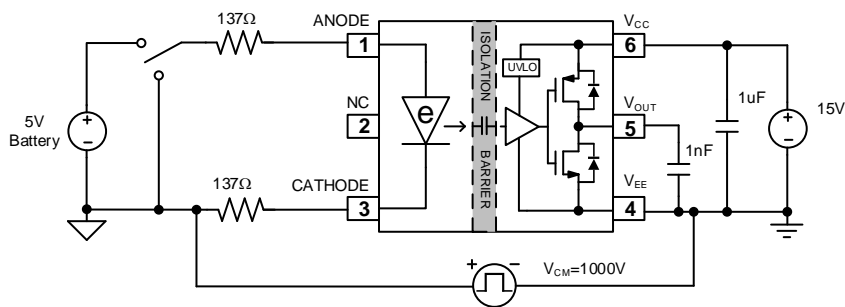 137Ω
ANODE
1
5V
Battery
NC
2
137Ω
CATHODE
3
e
ISOLATION
BARRIER
UVLO
VCC
6
VOUT
5
VEE
4
1uF
15V
1nF
VCM=1000V